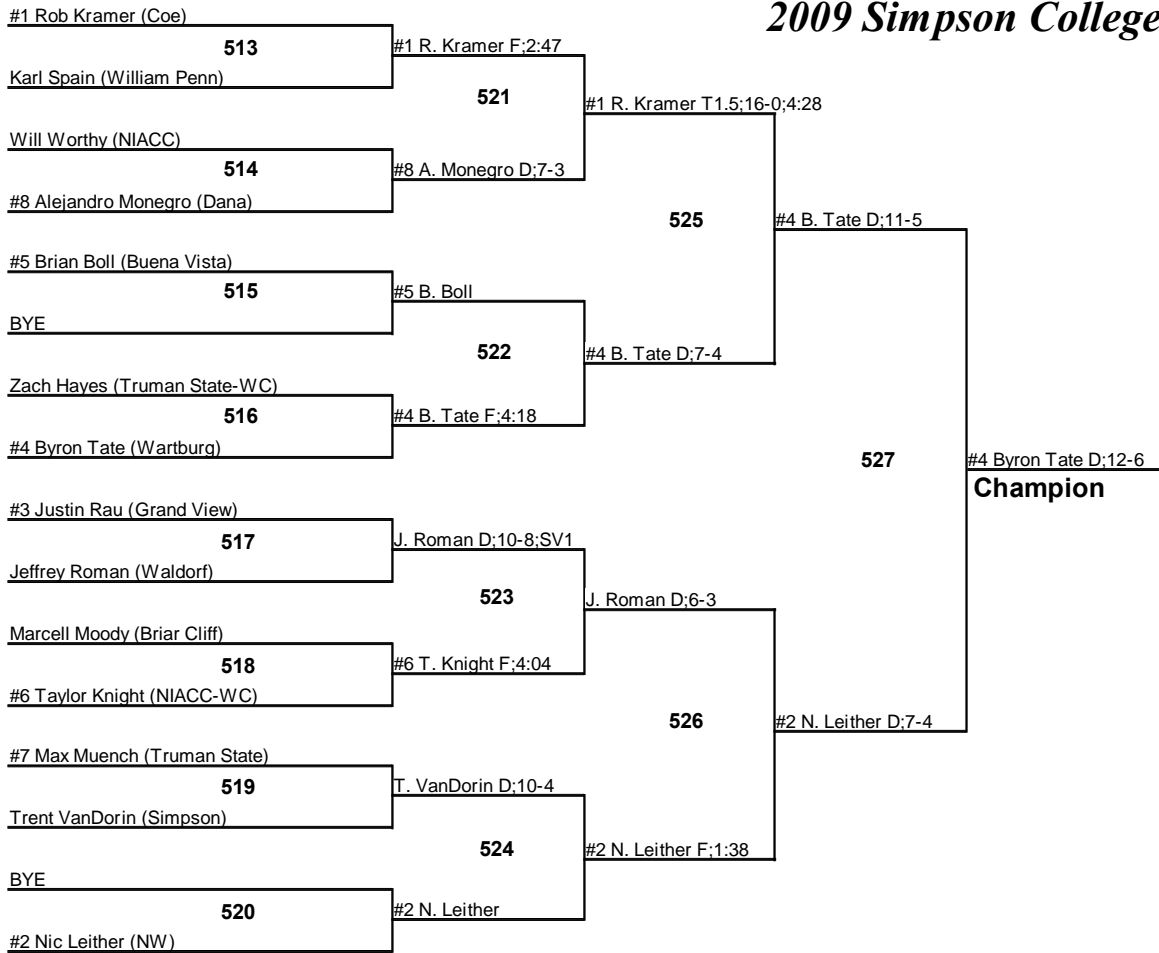 2009 Simpson College
#1 Rob Kramer (Coe)
513
#1 R. Kramer F;2:47
Karl Spain (William Penn)
521
#1 R. Kramer T1.5;16-0;4:28
Will Worthy (NIACC)
514
#8 A. Monegro D;7-3
#8 Alejandro Monegro (Dana)
525
#4 B. Tate D;11-5
#5 Brian Boll (Buena Vista)
515
#5 B. Boll
BYE
522
#4 B. Tate D;7-4
Zach Hayes (Truman State-WC)
516
#4 B. Tate F;4:18
#4 Byron Tate (Wartburg)
527
#4 Byron Tate D;12-6
Champion
#3 Justin Rau (Grand View)
517
J. Roman D;10-8;SV1
Jeffrey Roman (Waldorf)
523
J. Roman D;6-3
Marcell Moody (Briar Cliff)
518
#6 T. Knight F;4:04
#6 Taylor Knight (NIACC-WC)
526
#2 N. Leither D;7-4
#7 Max Muench (Truman State)
519
T. VanDorin D;10-4
Trent VanDorin (Simpson)
524
#2 N. Leither F;1:38
BYE
520
#2 N. Leither
#2 Nic Leither (NW)